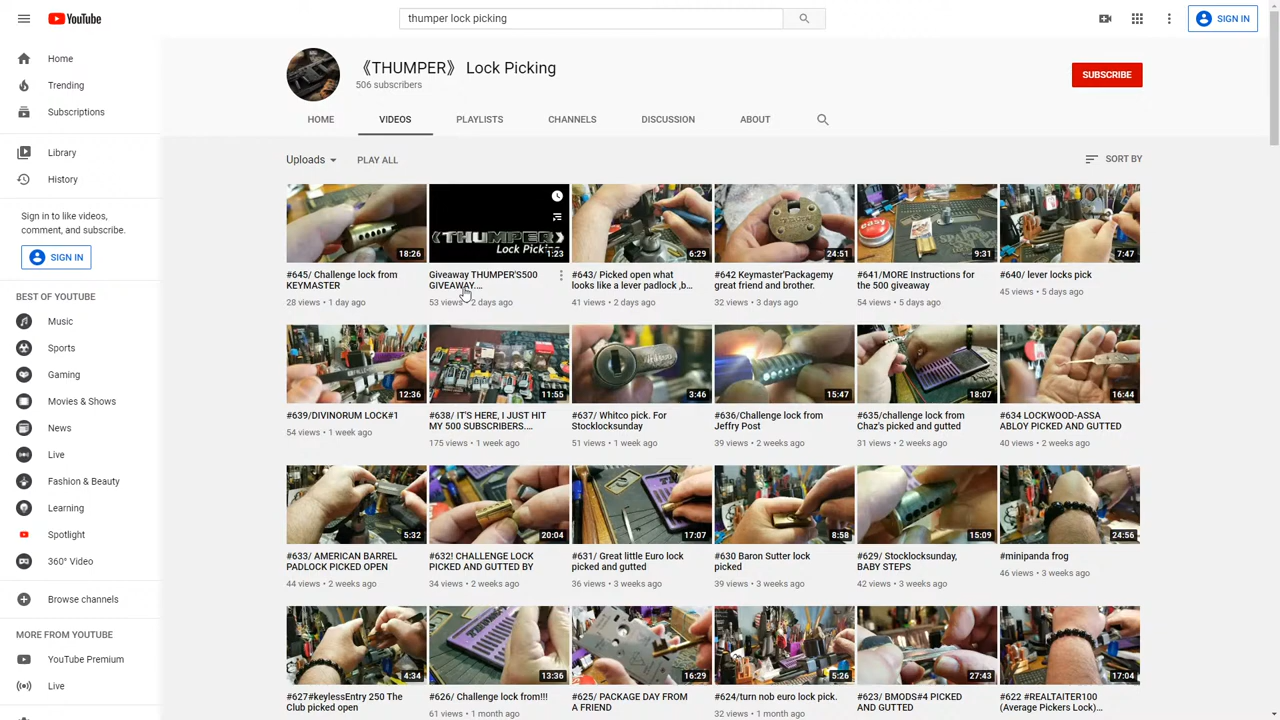 YouTube
thumper lock picking
SIGN IN
Home
Trending
Subscriptions
Library
History
Sign in to like videos,
comment, and subscribe.
SIGN IN
BEST OF YOUTUBE
Music
Sports
Gaming
Movies & Shows
News
Live
Fashion & Beauty
Learning
Spotlight
360° Video
Browse channels
MORE FROM YOUTUBE
YouTube Premium
Live
《THUMPER》 Lock Picking
506 subscribers
SUBSCRIBE
HOME VIDEOS PLAYLISTS CHANNELS DISCUSSION ABOUT
Uploads PLAY ALL SORT BY
18:26
#645/ Challenge lock from
KEYMASTER
28 views • 1 day ago
《THUMPER》
Lock Picking
1:23
Giveaway THUMPER'S500
GIVEAWAY....
53 views • 2 days ago
6:29
#643/ Picked open what
looks like a lever padlock ,b...
41 views • 2 days ago
24:51
#642 Keymaster'Packagemy
great friend and brother.
32 views • 3 days ago
9:31
#641/MORE Instructions for
the 500 giveaway
54 views • 5 days ago
7:47
#640/ lever locks pick
45 views • 5 days ago
12:36
#639/DIVINORUM LOCK#1
54 views • 1 week ago
11:55
#638/ IT'S HERE, I JUST HIT
MY 500 SUBSCRIBERS....
175 views • 1 week ago
3:46
#637/ Whitco pick. For
Stocklocksunday
51 views • 1 week ago
15:47
#636/Challenge lock from
Jeffry Post
39 views • 2 weeks ago
18:07
#635/challenge lock from
Chaz's picked and gutted
31 views • 2 weeks ago
16:44
#634 LOCKWOOD-ASSA
ABLOY PICKED AND GUTTED
40 views • 2 weeks ago
5:32
#633/ AMERICAN BARREL
PADLOCK PICKED OPEN
44 views • 2 weeks ago
20:04
#632! CHALLENGE LOCK
PICKED AND GUTTED BY
34 views • 2 weeks ago
17:07
#631/ Great little Euro lock
picked and gutted
36 views • 3 weeks ago
8:58
#630 Baron Sutter lock
picked
39 views • 3 weeks ago
15:09
#629/ Stocklocksunday,
BABY STEPS
42 views • 3 weeks ago
24:56
#minipanda frog
46 views • 3 weeks ago
4:34
#627#keylessEntry 250 The
Club picked open
13:36
#626/ Challenge lock from!!!
61 views • 1 month ago
16:29
#625/ PACKAGE DAY FROM
A FRIEND
5:26
#624/turn nob euro lock pick.
32 views • 1 month ago
27:43
#623/ BMODS#4 PICKED
AND GUTTED
17:04
#622 #REALTAITER100
(Average Pickers Lock)...